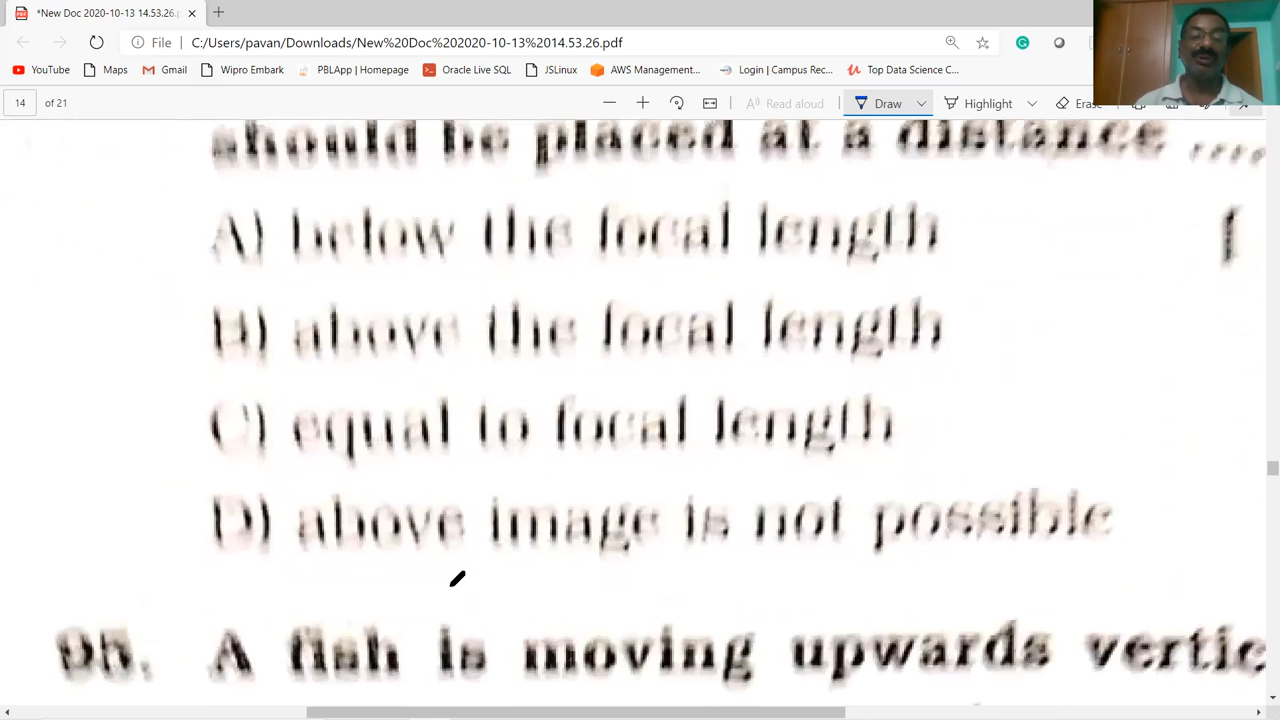 *New Doc 2020-10-13 14.53.26.p
File C:/Users/pavan/Downloads/New%20Doc%202020-10-13%2014.53.26.pdf
YouTube Maps Gmail Wipro Embark PBLApp | Homepage Oracle Live SQL JSLinux AWS Management... Login | Campus Rec... Top Data Science C...
14 of 21 Read aloud Draw Highlight Erase
should be placed at a distance ....
A) below the focal length
B) above the focal length
C) equal to focal length
D) above image is not possible
95. A fish is moving upwards vertic